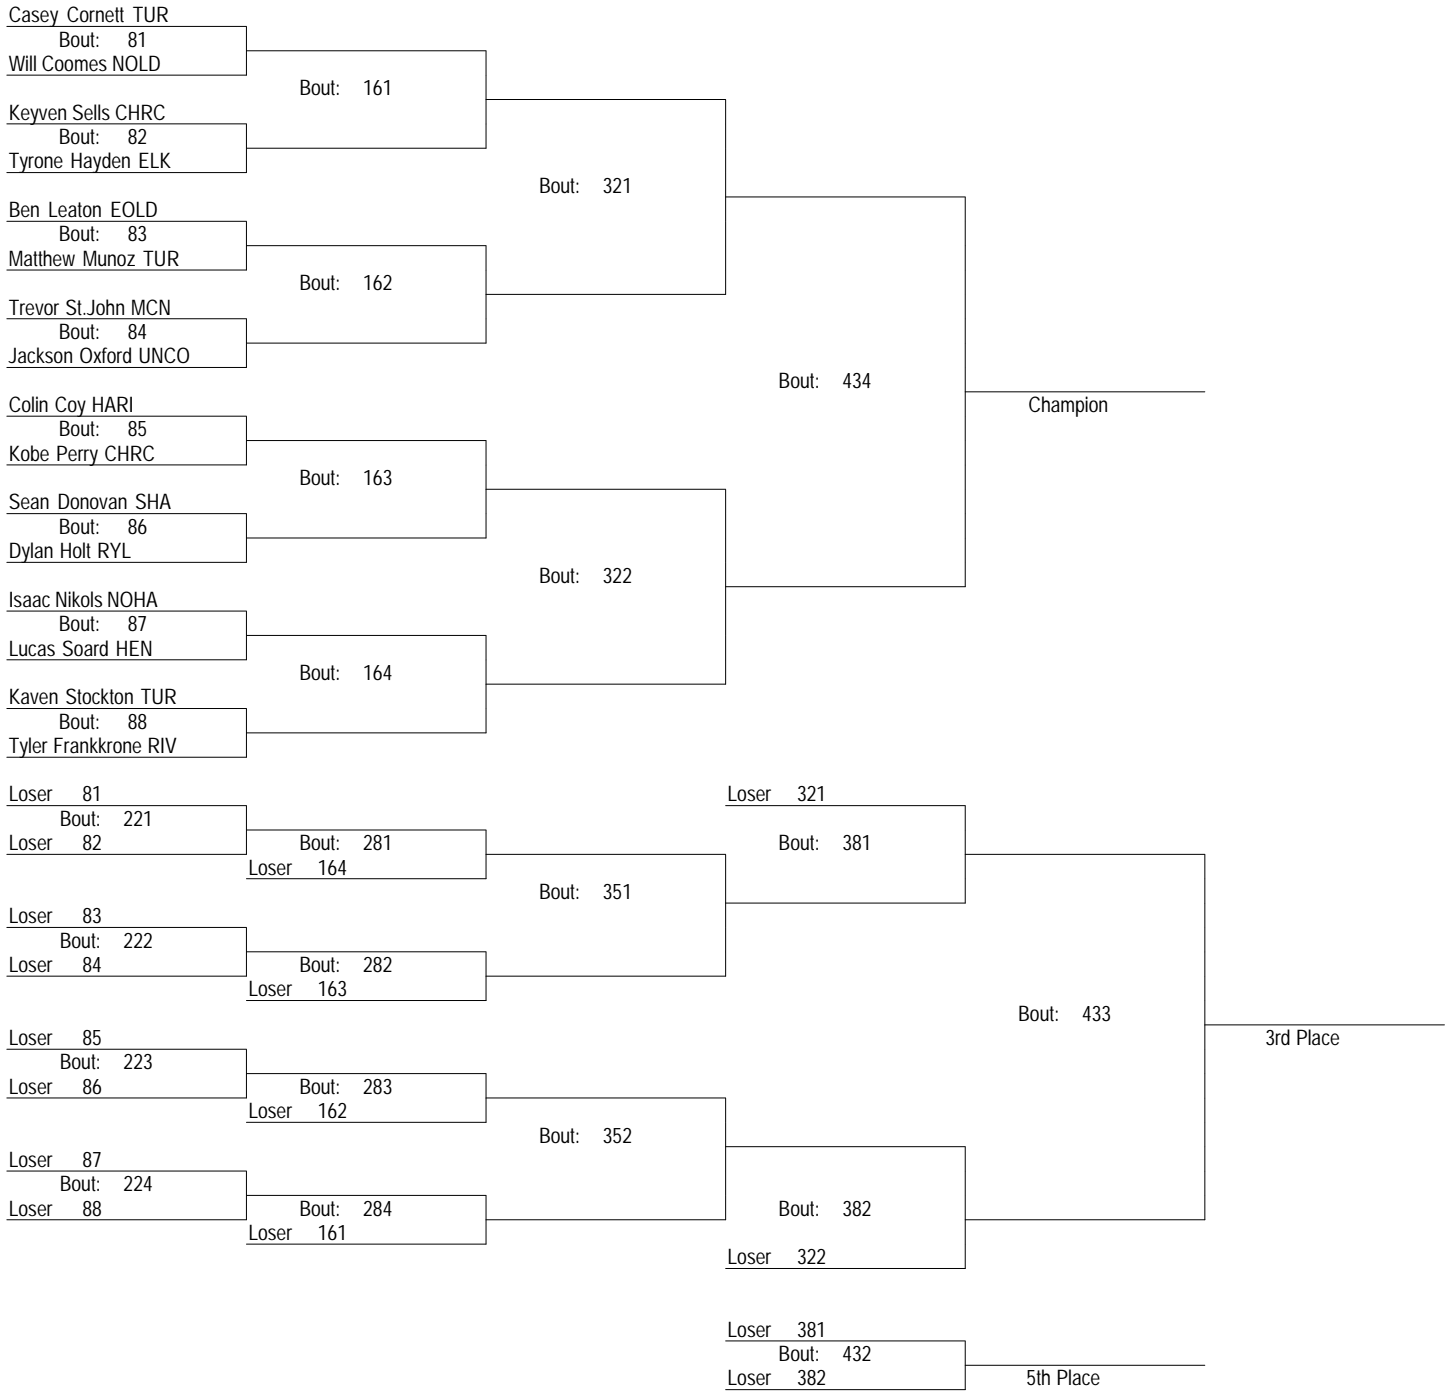 Casey Cornett TUR
Bout: 81
Will Coomes NOLD
Bout: 161
Keyven Sells CHRC
Bout: 82
Tyrone Hayden ELK
Bout: 321
Ben Leaton EOLD
Bout: 83
Matthew Munoz TUR
Bout: 162
Trevor St.John MCN
Bout: 84
Jackson Oxford UNCO
Bout: 434
Champion
Colin Coy HARI
Bout: 85
Kobe Perry CHRC
Bout: 163
Sean Donovan SHA
Bout: 86
Dylan Holt RYL
Bout: 322
Isaac Nikols NOHA
Bout: 87
Lucas Soard HEN
Bout: 164
Kaven Stockton TUR
Bout: 88
Tyler Frankkrone RIV
Loser 81
Bout: 221
Loser 82
Bout: 281
Loser 164
Loser 321
Bout: 381
Bout: 351
Loser 83
Bout: 222
Loser 84
Bout: 282
Loser 163
Bout: 433
3rd Place
Loser 85
Bout: 223
Loser 86
Bout: 283
Loser 162
Bout: 352
Loser 87
Bout: 224
Loser 88
Bout: 284
Loser 161
Bout: 382
Loser 322
Loser 381
Bout: 432
Loser 382
5th Place